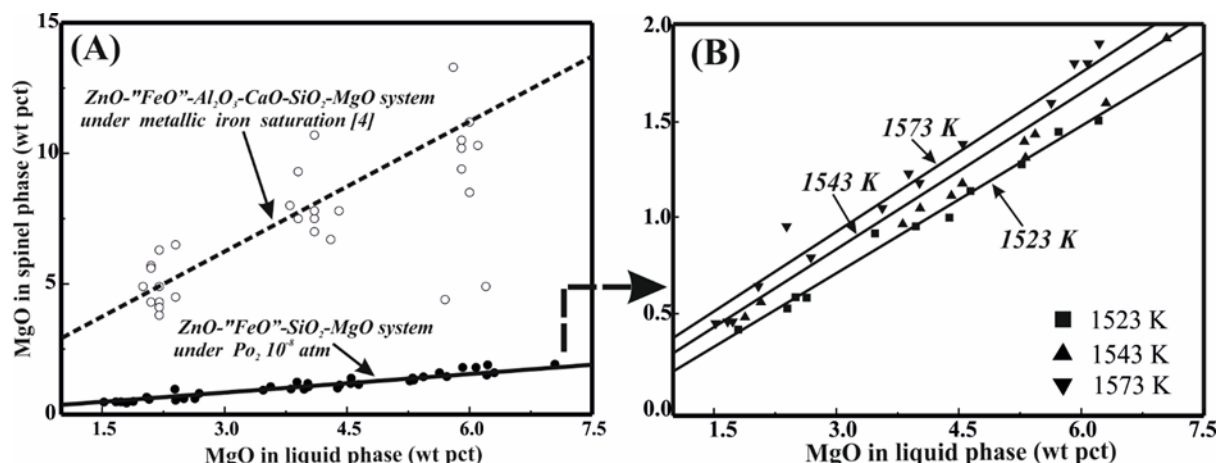 (A)
15
10
5
0
1.5 3.0 4.5 6.0 7.5
MgO in spinel phase (wt pct)
MgO in liquid phase (wt pct)
ZnO-"FeO"-Al₂O₃-CaO-SiO₂-MgO system
under metallic iron saturation [4]
ZnO-"FeO"-SiO₂-MgO system
under Po₂ 10⁻⁸ atm
(B)
2.0
1.5
1.0
0.5
0.0
1.5 3.0 4.5 6.0 7.5
MgO in liquid phase (wt pct)
1573 K
1543 K
1523 K
1523 K
1543 K
1573 K